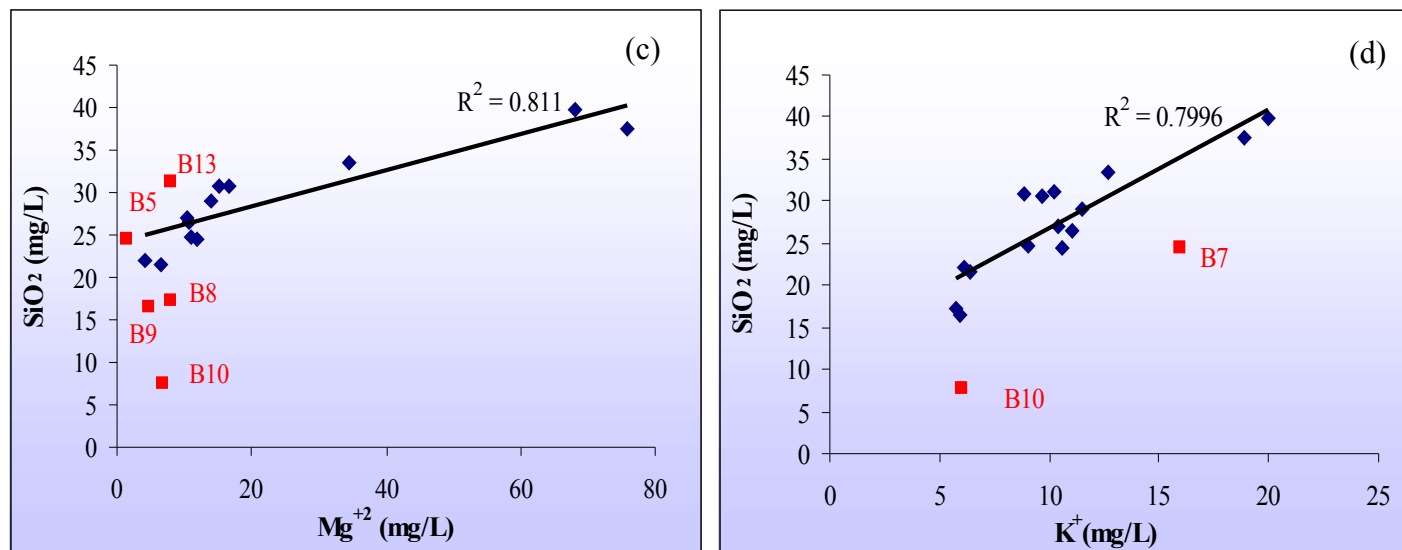 (c)
45
40
35
30
25
20
15
10
5
0
SiO2 (mg/L)
R2 = 0.811
B13
B5
B8
B9
B10
0 20 40 60 80
Mg+2 (mg/L)
(d)
45
40
35
30
25
20
15
10
5
0
SiO2 (mg/L)
R2 = 0.7996
B7
B10
0 5 10 15 20 25
K+(mg/L)